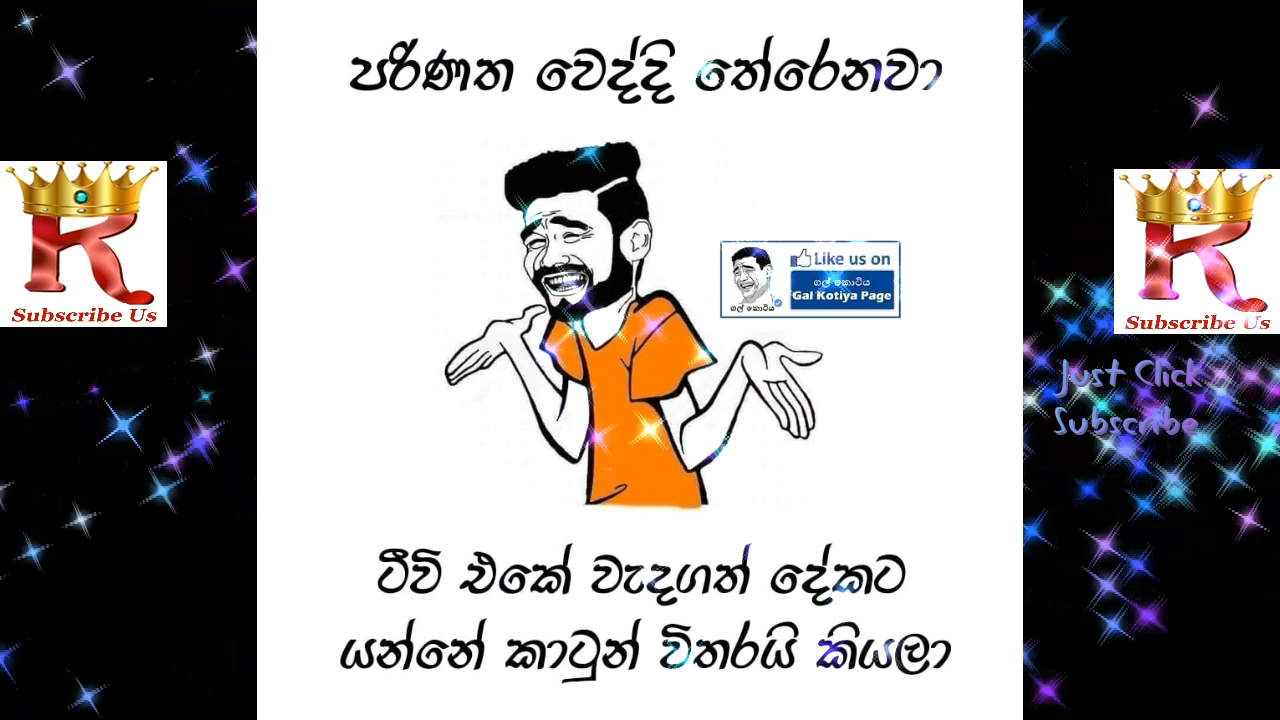 පරිණත වෙද්දි තේරෙනවා
Like us on
ගල් කොටිය
Gal Kotiya Page
ගල් කොටිය
R
Subscribe Us
R
Subscribe Us
Just Click
Subscribe
ටීවි එකේ වැදගත් දේකට
යන්නේ කාටුන් විතරයි කියලා